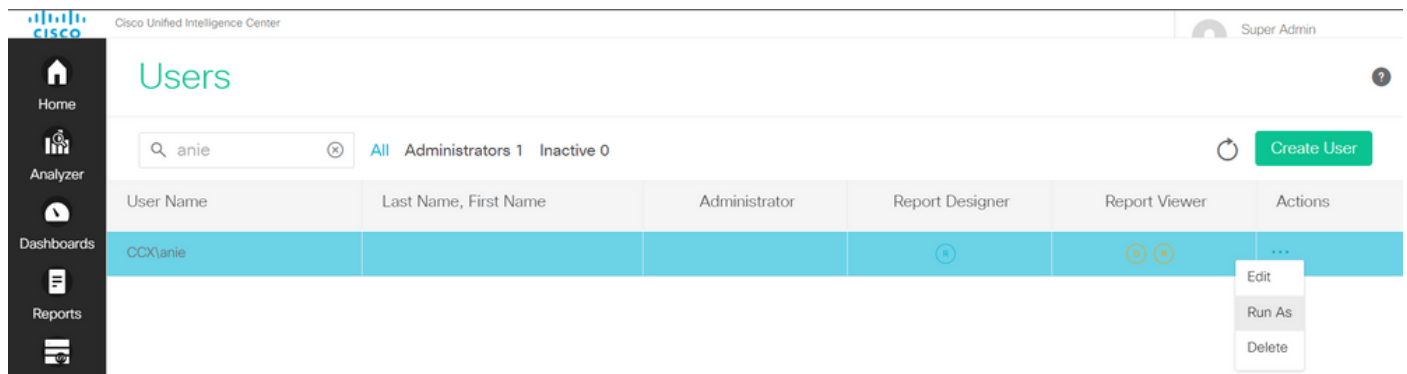 CISCO
Cisco Unified Intelligence Center
Super Admin
Home
Analyzer
Dashboards
Reports
Users
?
anie
All Administrators 1 Inactive 0
Create User
User Name Last Name, First Name Administrator Report Designer Report Viewer Actions
CCX\anie R D R ...
Edit
Run As
Delete